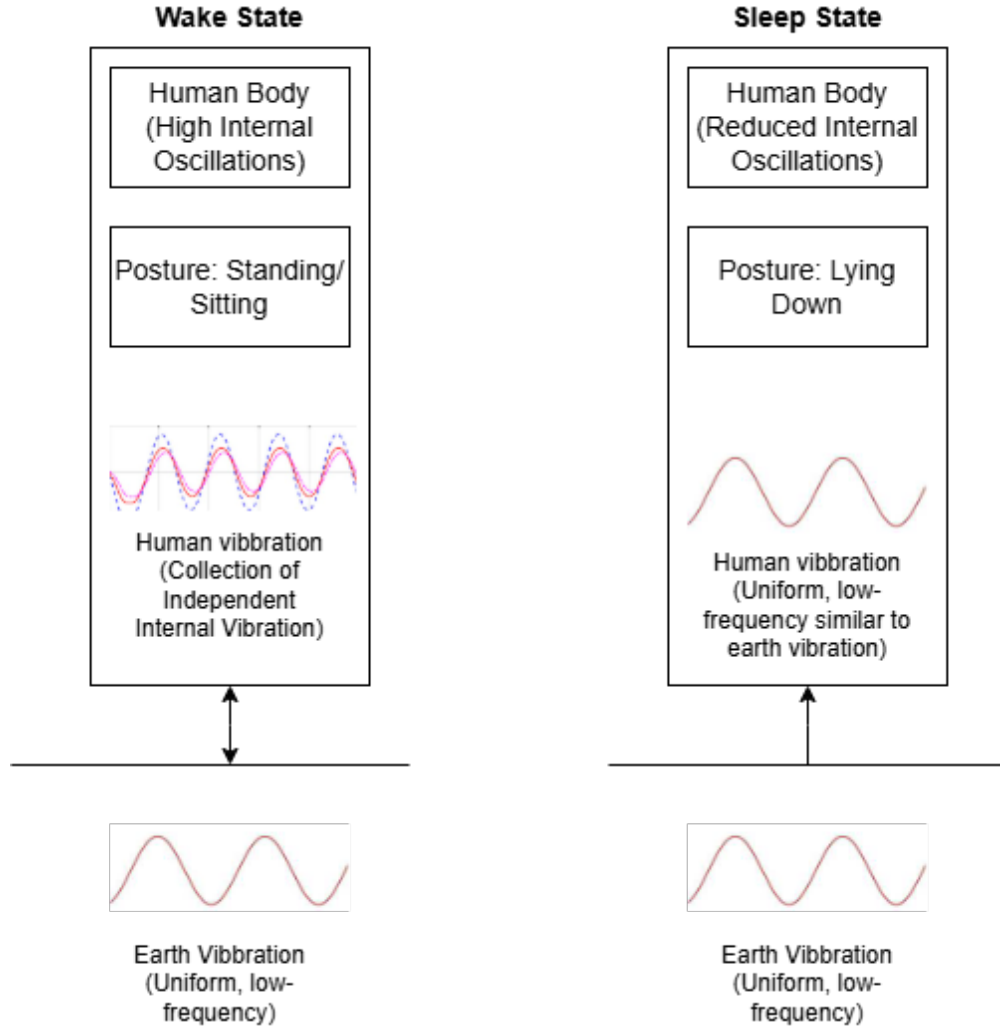 Wake State
Human Body
(High Internal
Oscillations)
Posture: Standing/
Sitting
Human vibbration
(Collection of
Independent
Internal Vibration)
Earth Vibbration
(Uniform, low-
frequency)
Sleep State
Human Body
(Reduced Internal
Oscillations)
Posture: Lying
Down
Human vibbration
(Uniform, low-
frequency similar to
earth vibbration)
Earth Vibbration
(Uniform, low-
frequency)